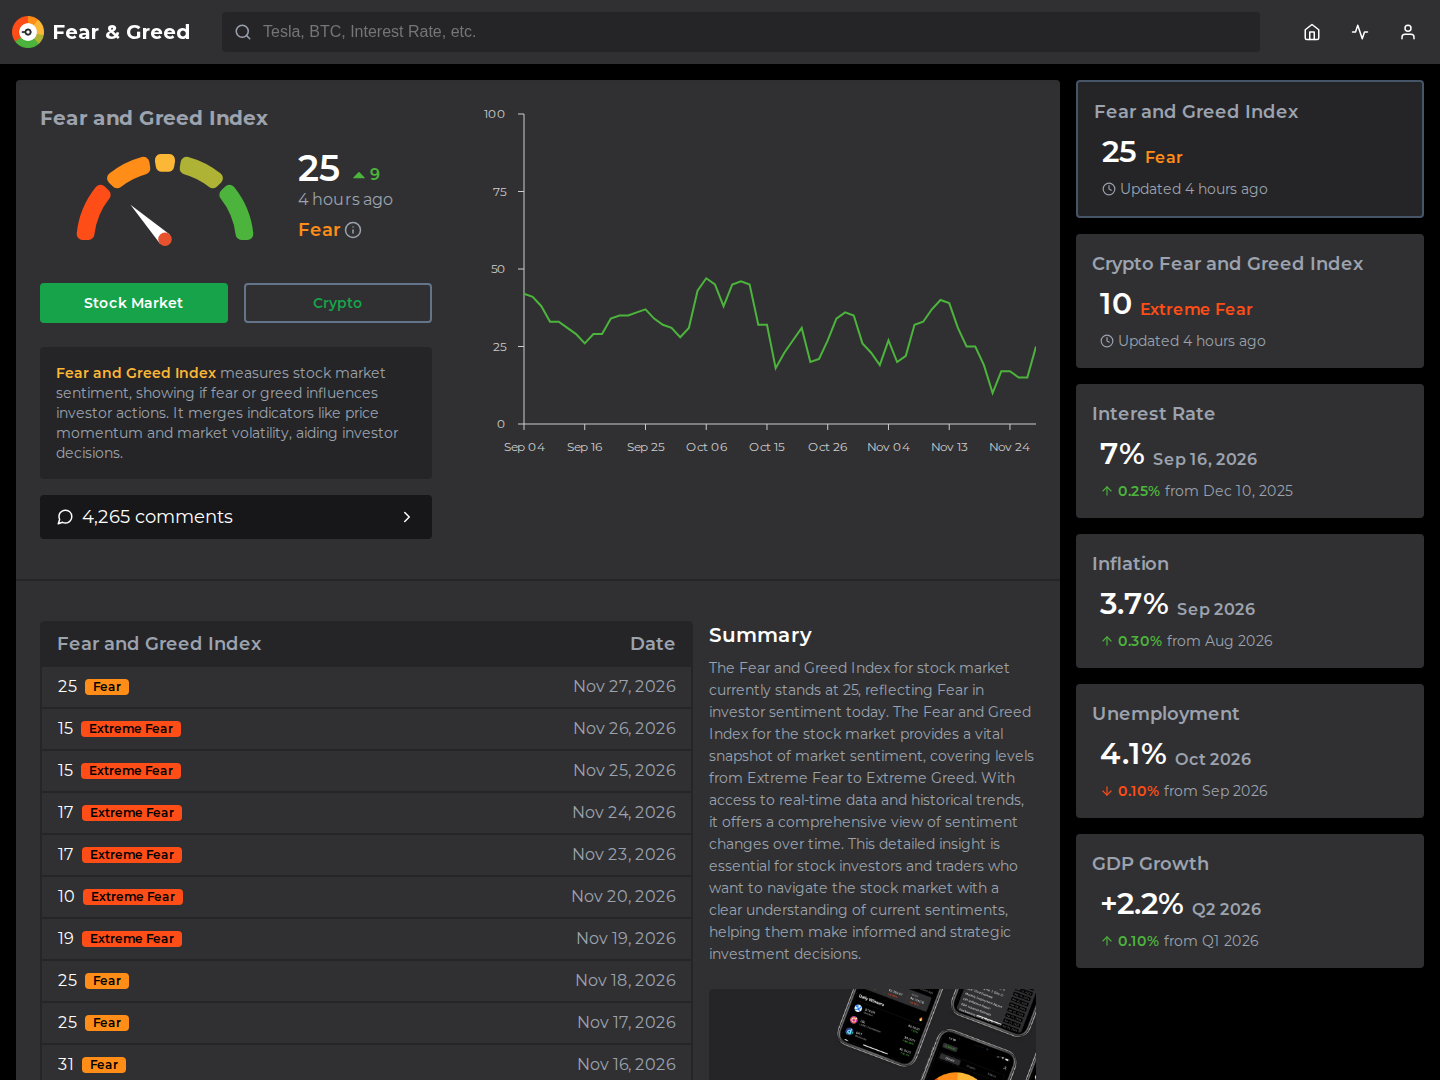 Fear & Greed
Tesla, BTC, Interest Rate, etc.
Fear and Greed Index
25 9
4 hours ago
Fear
Stock Market
Crypto
Fear and Greed Index measures stock market
sentiment, showing if fear or greed influences
investor actions. It merges indicators like price
momentum and market volatility, aiding investor
decisions.
4,265 comments
100
75
50
25
0
Sep 04 Sep 16 Sep 25 Oct 06 Oct 15 Oct 26 Nov 04 Nov 13 Nov 24
Fear and Greed Index Date
25 Fear Nov 27, 2026
15 Extreme Fear Nov 26, 2026
15 Extreme Fear Nov 25, 2026
17 Extreme Fear Nov 24, 2026
17 Extreme Fear Nov 23, 2026
10 Extreme Fear Nov 20, 2026
19 Extreme Fear Nov 19, 2026
25 Fear Nov 18, 2026
25 Fear Nov 17, 2026
31 Fear Nov 16, 2026
Summary
The Fear and Greed Index for stock market
currently stands at 25, reflecting Fear in
investor sentiment today. The Fear and Greed
Index for the stock market provides a vital
snapshot of market sentiment, covering levels
from Extreme Fear to Extreme Greed. With
access to real-time data and historical trends,
it offers a comprehensive view of sentiment
changes over time. This detailed insight is
essential for stock investors and traders who
want to navigate the stock market with a
clear understanding of current sentiments,
helping them make informed and strategic
investment decisions.
Daily Winners
Fear and Greed Index
25 Fear
Updated 4 hours ago
Crypto Fear and Greed Index
10 Extreme Fear
Updated 4 hours ago
Interest Rate
7% Sep 16, 2026
0.25% from Dec 10, 2025
Inflation
3.7% Sep 2026
0.30% from Aug 2026
Unemployment
4.1% Oct 2026
0.10% from Sep 2026
GDP Growth
+2.2% Q2 2026
0.10% from Q1 2026